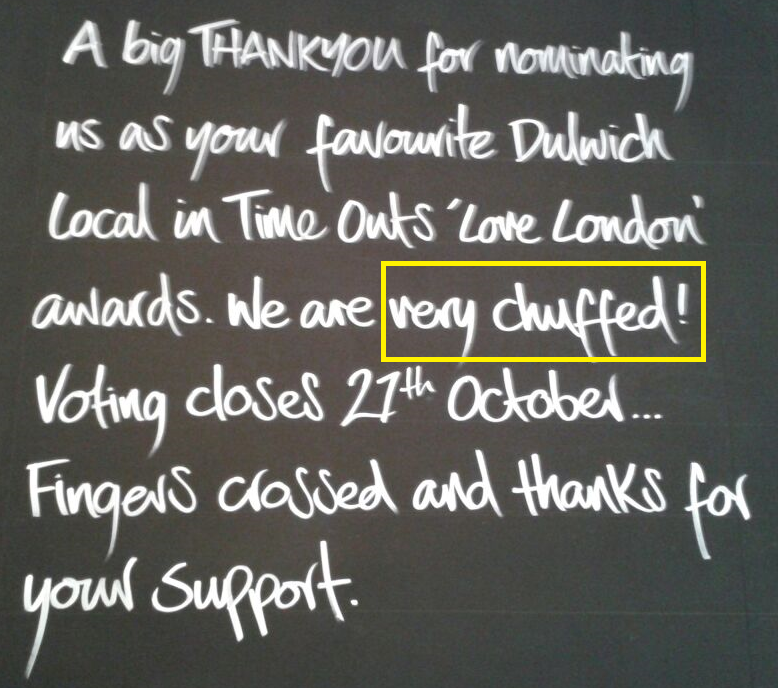 A big THANKYOU for nominating
us as your favourite Dulwich
Local in Time Outs 'Love London'
awards. We are very chuffed!
Voting closes 21th October...
Fingers crossed and thanks for
your support.